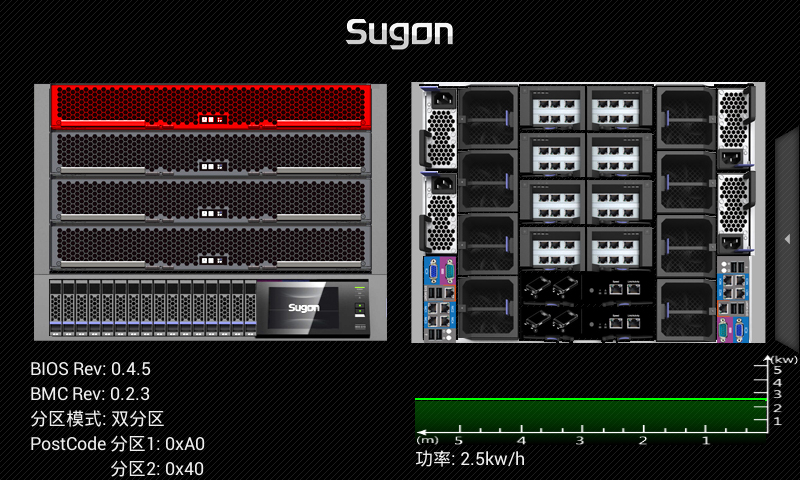 Sugon
Sugon
BIOS Rev: 0.4.5
BMC Rev: 0.2.3
分区模式: 双分区
PostCode 分区1: 0xA0
分区2: 0x40
(kw)
5
4
3
2
1
(m) 5 4 3 2 1
功率: 2.5kw/h